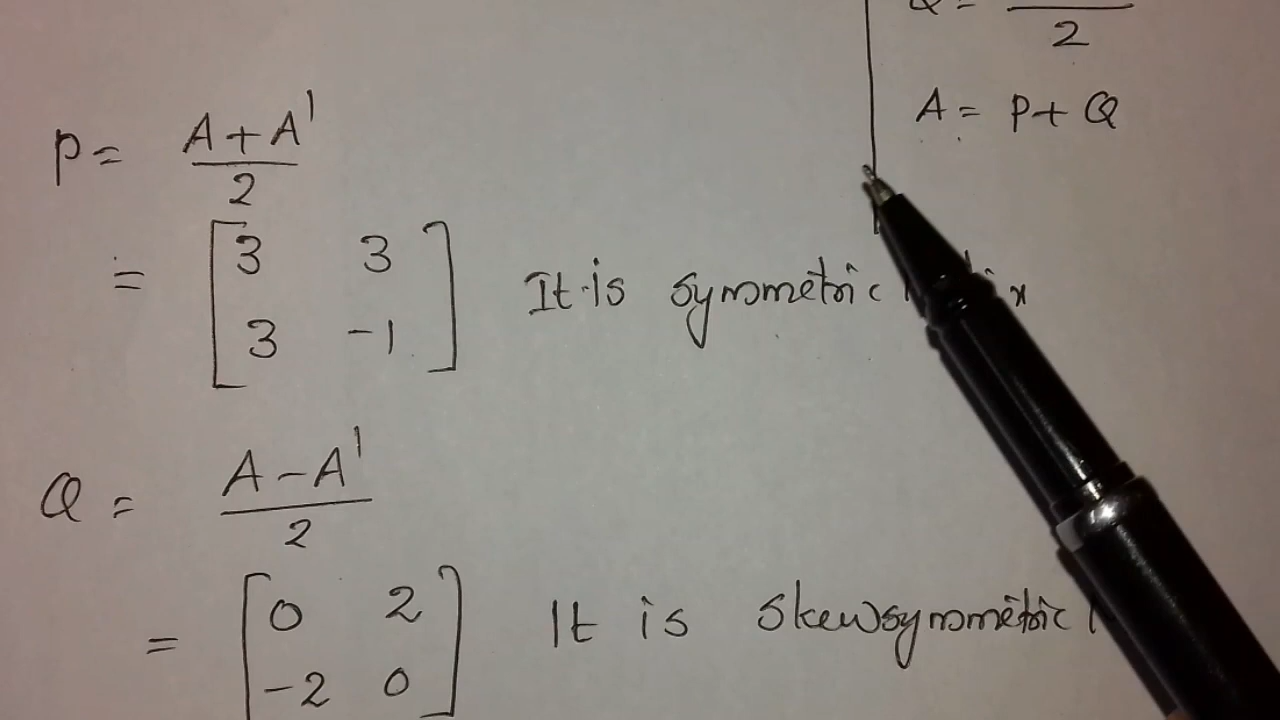 2
A = P + Q
P = A + A'
2
= [ 3 3
3 -1 ] It is symmetric
Q = A - A'
2
= [ 0 2
-2 0 ] It is skewsymmetric